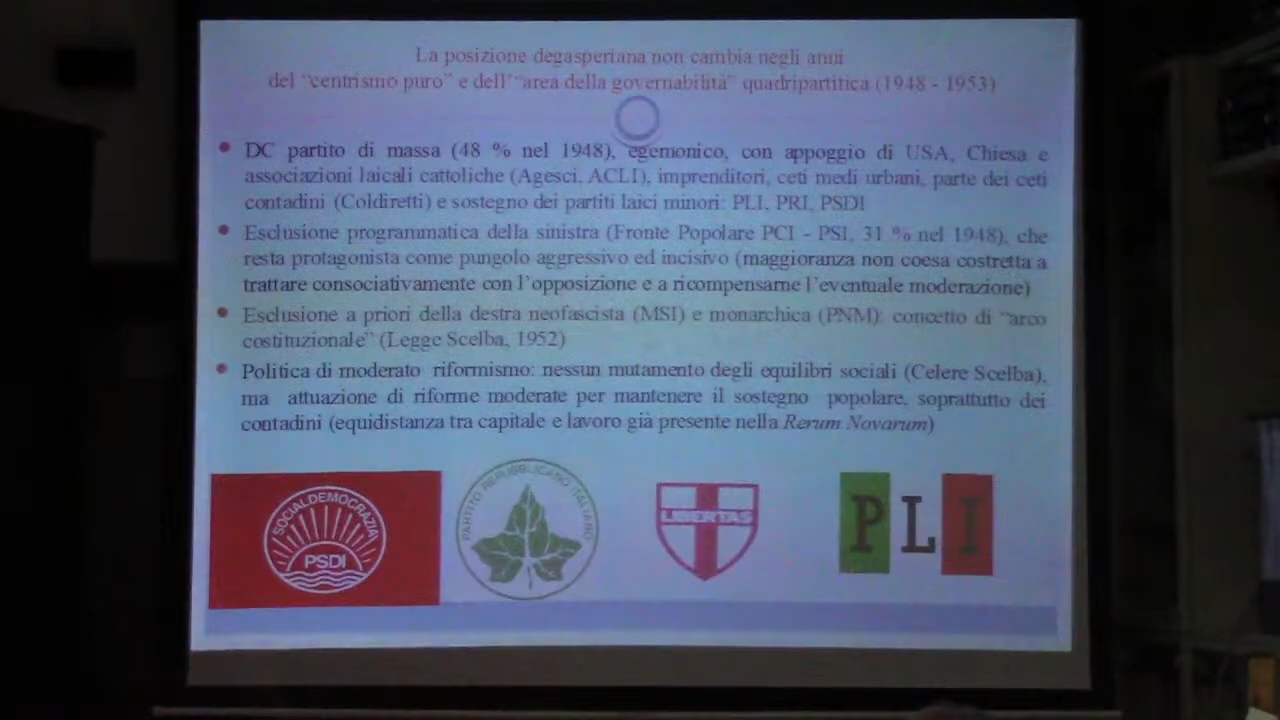 La posizione degasperiana non cambia negli anni
del “centrismo puro” e dell’“area della governabilità” quadripartitica (1948 - 1953)
• DC partito di massa (48 % nel 1948), egemonico, con appoggio di USA, Chiesa e
associazioni laicali cattoliche (Agesci, ACLI), imprenditori, ceti medi urbani, parte dei ceti
contadini (Coldiretti) e sostegno dei partiti laici minori: PLI, PRI, PSDI
• Esclusione programmatica della sinistra (Fronte Popolare PCI - PSI, 31 % nel 1948), che
resta protagonista come pungolo aggressivo ed incisivo (maggioranza non coesa costretta a
trattare consociativamente con l’opposizione e a ricompensarne l’eventuale moderazione)
• Esclusione a priori della destra neofascista (MSI) e monarchica (PNM): concetto di “arco
costituzionale” (Legge Scelba, 1952)
• Politica di moderato riformismo: nessun mutamento degli equilibri sociali (Celere Scelba),
ma attuazione di riforme moderate per mantenere il sostegno popolare, soprattutto dei
contadini (equidistanza tra capitale e lavoro già presente nella Rerum Novarum)
SOCIALDEMOCRAZIA
PSDI
PARTITO REPUBBLICANO ITALIANO
LIBERTAS
PLI